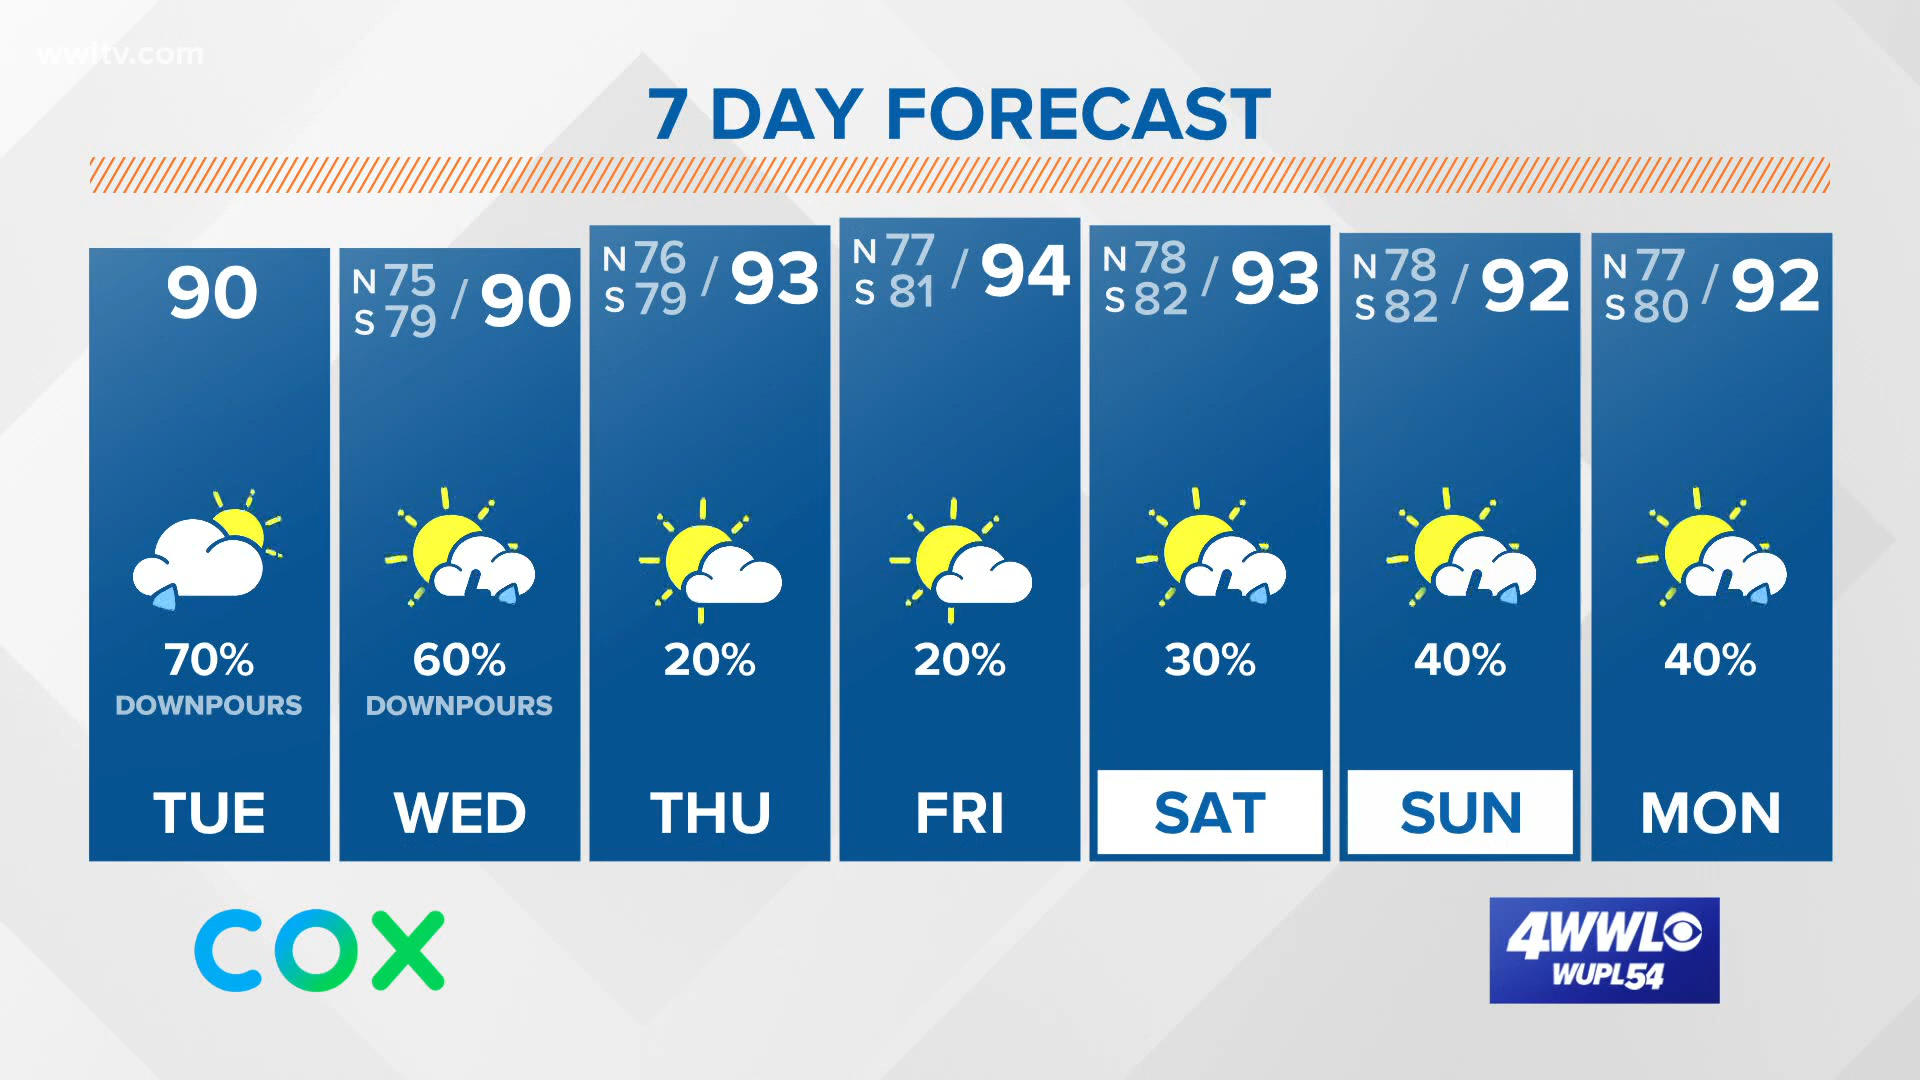 wwltv.com
7 DAY FORECAST
90
70%
DOWNPOURS
TUE
N 75 / 90
S 79
60%
DOWNPOURS
WED
N 76 / 93
S 79
20%
THU
N 77 / 94
S 81
20%
FRI
N 78 / 93
S 82
30%
SAT
N 78 / 92
S 82
40%
SUN
N 77 / 92
S 80
40%
MON
COX
4WWL
WUPL54